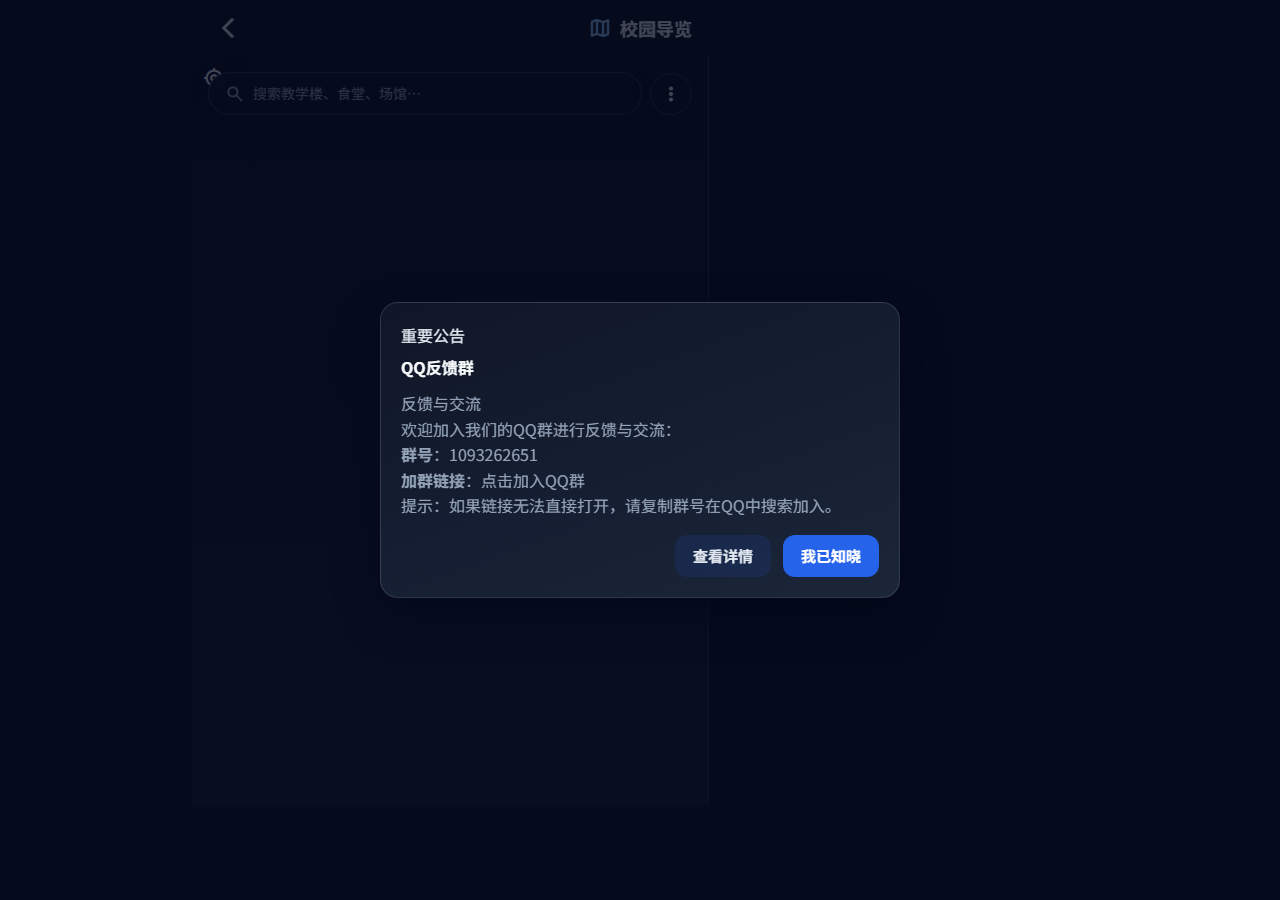 校园导览
搜索教学楼、食堂、场馆…
重要公告
QQ反馈群
反馈与交流
欢迎加入我们的QQ群进行反馈与交流：
群号：1093262651
加群链接：点击加入QQ群
提示：如果链接无法直接打开，请复制群号在QQ中搜索加入。
查看详情
我已知晓